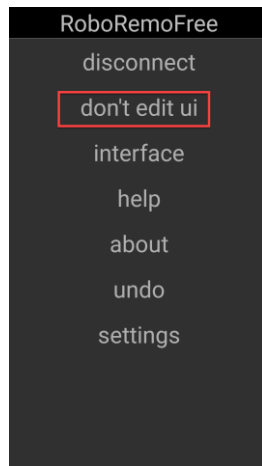 RoboRemoFree
disconnect
don't edit ui
interface
help
about
undo
settings